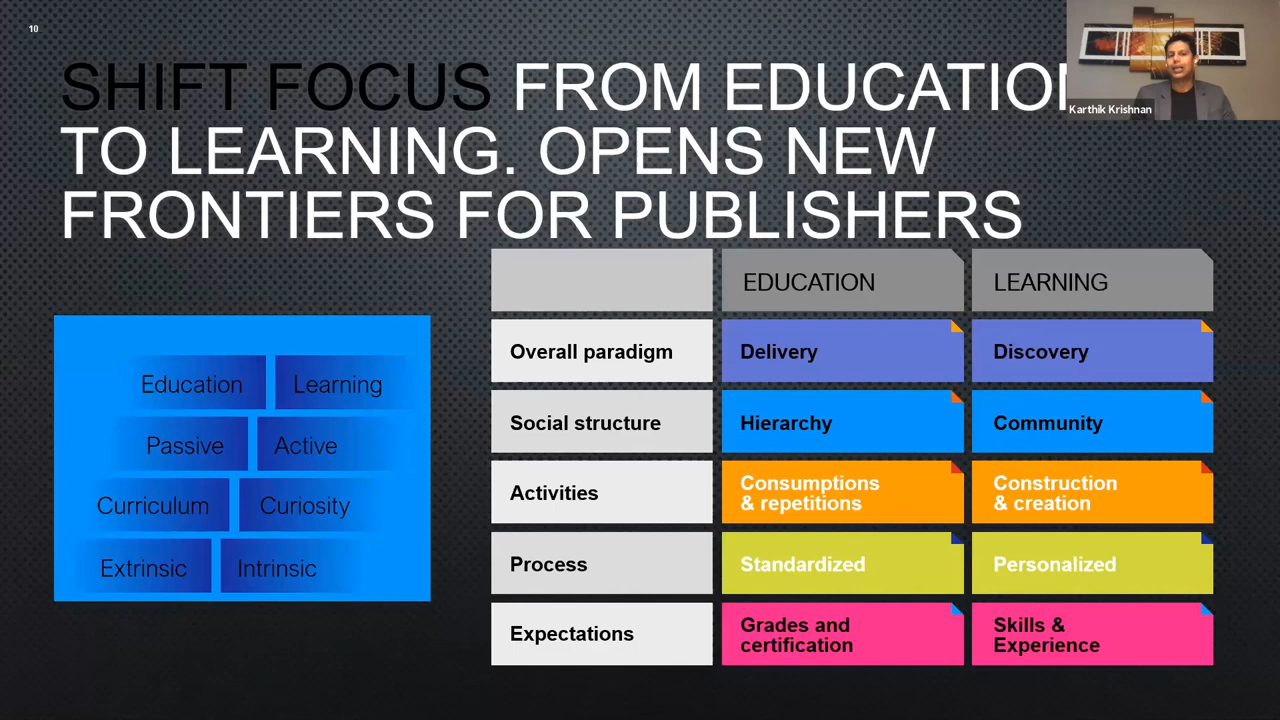 10
SHIFT FOCUS FROM EDUCATIO
TO LEARNING. OPENS NEW
FRONTIERS FOR PUBLISHERS
Karthik Krishnan
Education Learning
Passive Active
Curriculum Curiosity
Extrinsic Intrinsic
EDUCATION LEARNING
Overall paradigm Delivery Discovery
Social structure Hierarchy Community
Activities Consumptions & repetitions Construction & creation
Process Standardized Personalized
Expectations Grades and certification Skills & Experience